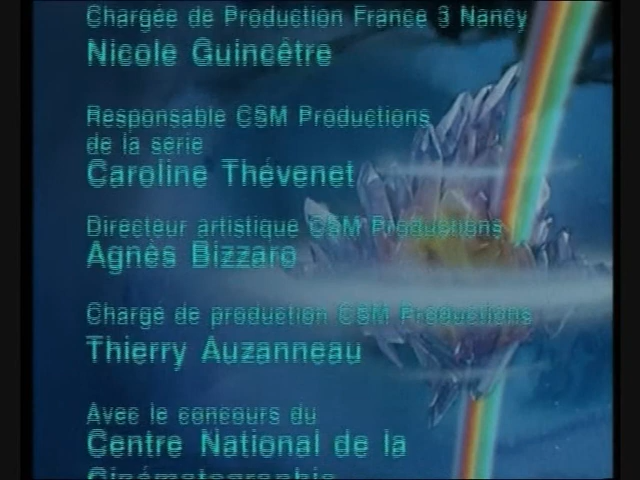 Chargée de Production France 3 Nancy
Nicole Guincêtre
Responsable CSM Productions
de la série
Caroline Thévenet
Directeur artistique CSM Productions
Agnès Bizzaro
Chargé de production CSM Productions
Thierry Auzanneau
Avec le concours du
Centre National de la
Cinématographie